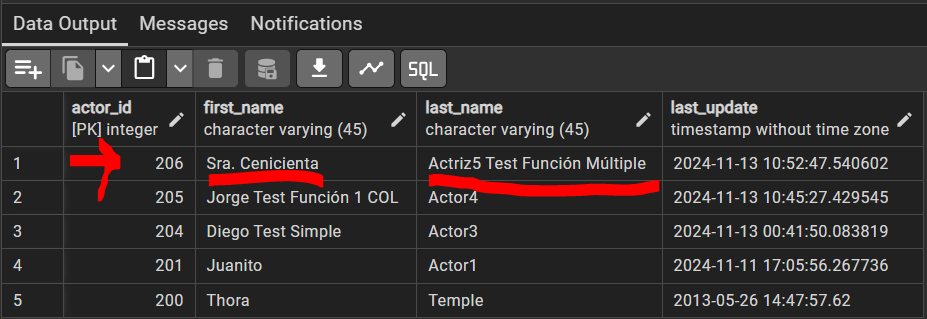 Data Output Messages Notifications
SQL
actor_id first_name last_name last_update
[PK] integer character varying (45) character varying (45) timestamp without time zone
1 206 Sra. Cenicienta Actriz5 Test Función Múltiple 2024-11-13 10:52:47.540602
2 205 Jorge Test Función 1 COL Actor4 2024-11-13 10:45:27.429545
3 204 Diego Test Simple Actor3 2024-11-13 00:41:50.083819
4 201 Juanito Actor1 2024-11-11 17:05:56.267736
5 200 Thora Temple 2013-05-26 14:47:57.62